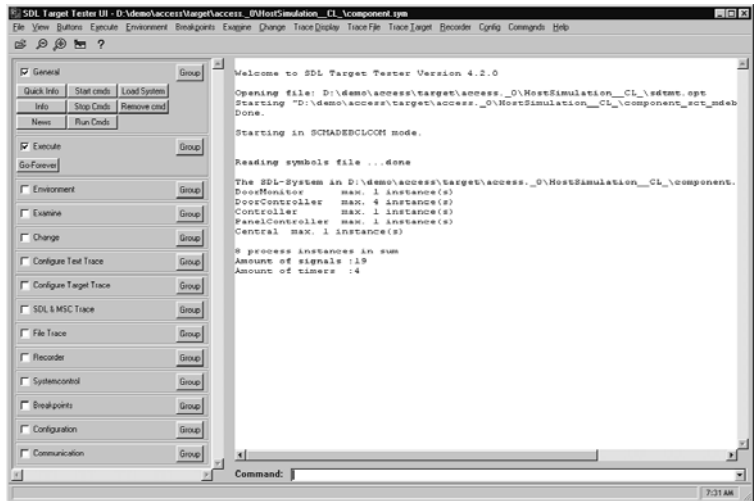 SDL Target Tester UI - D:\demo\access\target\access._0\HostSimulation__CL_\component.sym
File View Buttons Execute Environment Breakpoints Examine Change Trace Display Trace File Trace Target Recorder Config Commands Help
?
General Group
Quick Info Start cmds Load System
Info Stop Cmds Remove cmd
News Run Cmds
Execute Group
Go Forever
Environment Group
Examine Group
Change Group
Configure Text Trace Group
Configure Target Trace Group
SDL & MSC Trace Group
File Trace Group
Recorder Group
Systemcontrol Group
Breakpoints Group
Configuration Group
Communication Group
Welcome to SDL Target Tester Version 4.2.0
Opening file: D:\demo\access\target\access._0\HostSimulation__CL_\sdtmt.opt
Starting "D:\demo\access\target\access._0\HostSimulation__CL_\component_sct_mdeb
Done.
Starting in SCMADEBCLCOM mode.
Reading symbols file ...done
The SDL-System in D:\demo\access\target\access._0\HostSimulation__CL_\component.
DoorMonitor max. 1 instance(s)
DoorController max. 4 instance(s)
Controller max. 1 instance(s)
PanelController max. 1 instance(s)
Central max. 1 instance(s)
8 process instances in sum
Amount of signals :19
Amount of timers :4
Command:
7:31 AM